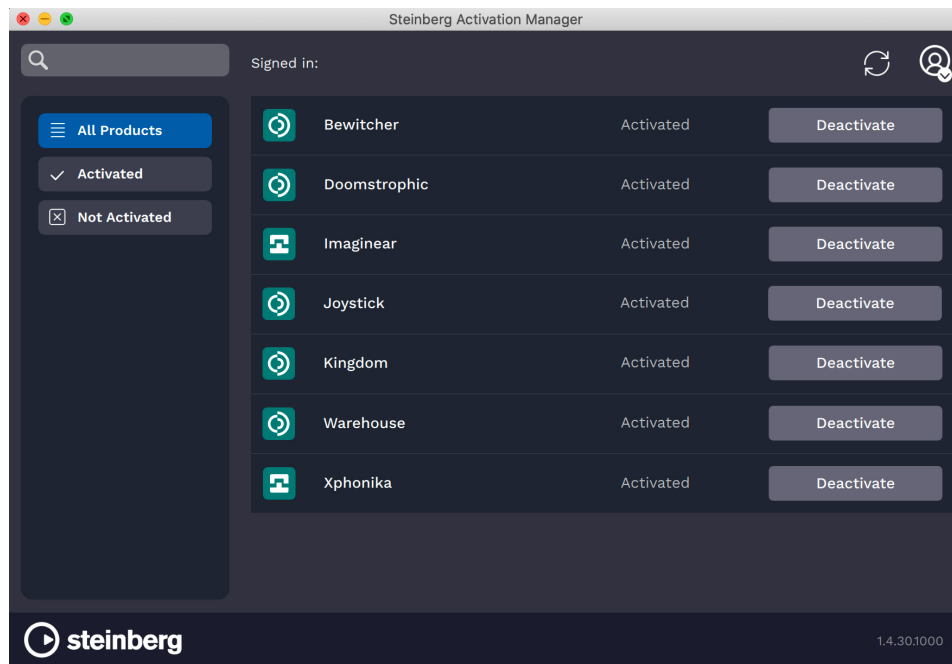 Steinberg Activation Manager
Signed in:
All Products
Activated
Not Activated
Bewitcher Activated Deactivate
Doomstrophic Activated Deactivate
Imaginear Activated Deactivate
Joystick Activated Deactivate
Kingdom Activated Deactivate
Warehouse Activated Deactivate
Xphonika Activated Deactivate
steinberg
1.4.30.1000